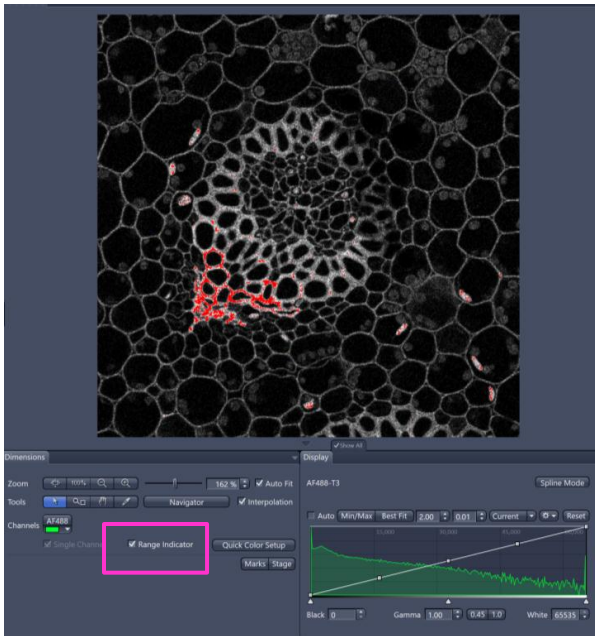 Show All
Dimensions
Display
Zoom 100% 162 % Auto Fit
AF488-T3 Spline Mode
Tools Navigator Interpolation
Auto Min/Max Best Fit 2.00 0.01 Current Reset
Channels AF488
Single Channel Range Indicator Quick Color Setup
Marks Stage
Black 0 Gamma 1.00 0.45 1.0 White 65535